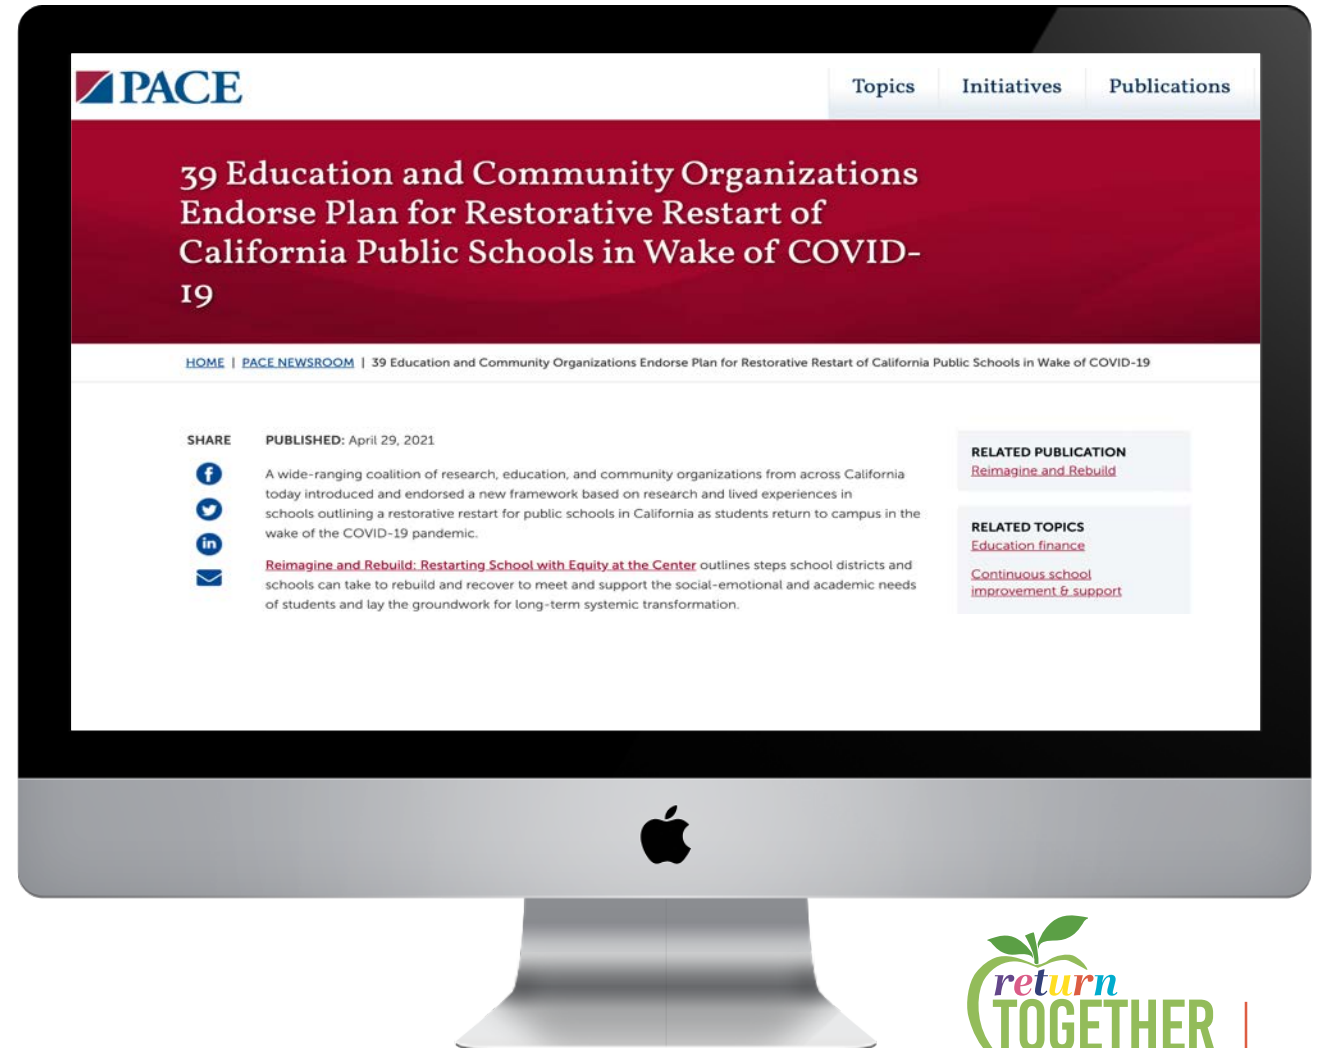 PACE
Topics Initiatives Publications
39 Education and Community Organizations
Endorse Plan for Restorative Restart of
California Public Schools in Wake of COVID-
19
HOME | PACE NEWSROOM | 39 Education and Community Organizations Endorse Plan for Restorative Restart of California Public Schools in Wake of COVID-19
SHARE
PUBLISHED: April 29, 2021
A wide-ranging coalition of research, education, and community organizations from across California
today introduced and endorsed a new framework based on research and lived experiences in
schools outlining a restorative restart for public schools in California as students return to campus in the
wake of the COVID-19 pandemic.
Reimagine and Rebuild: Restarting School with Equity at the Center outlines steps school districts and
schools can take to rebuild and recover to meet and support the social-emotional and academic needs
of students and lay the groundwork for long-term systemic transformation.
RELATED PUBLICATION
Reimagine and Rebuild
RELATED TOPICS
Education finance
Continuous school
improvement & support
return
TOGETHER